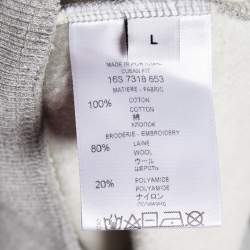 MADE IN PORTUGAL
CUBAN FIT
16S 7318 653
MATIERE - FABRIC
100% COTON
COTTON
綿
ХЛОПОК
BRODERIE - EMBROIDERY
80% LAINE
WOOL
ウール
ШЕРСТЬ
20% POLYAMIDE
POLYAMIDE
ナイロン
L